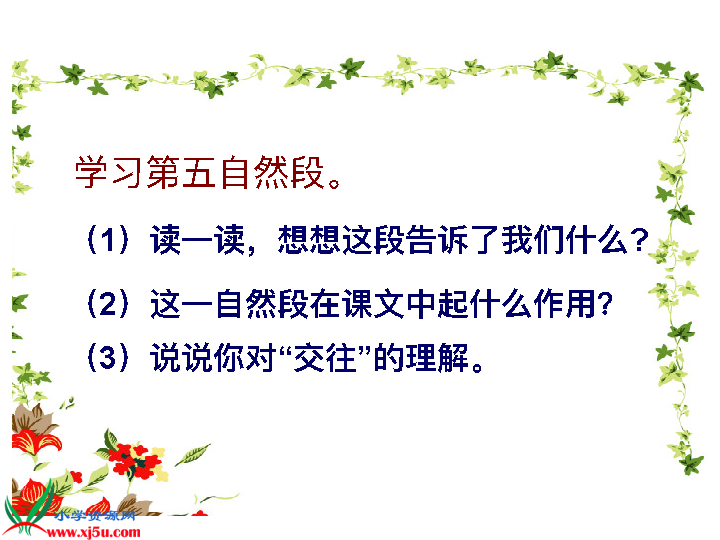 学习第五自然段。
（1）读一读，想想这段告诉了我们什么？
（2）这一自然段在课文中起什么作用？
（3）说说你对“交往”的理解。
小学资源网
www.xj5u.com